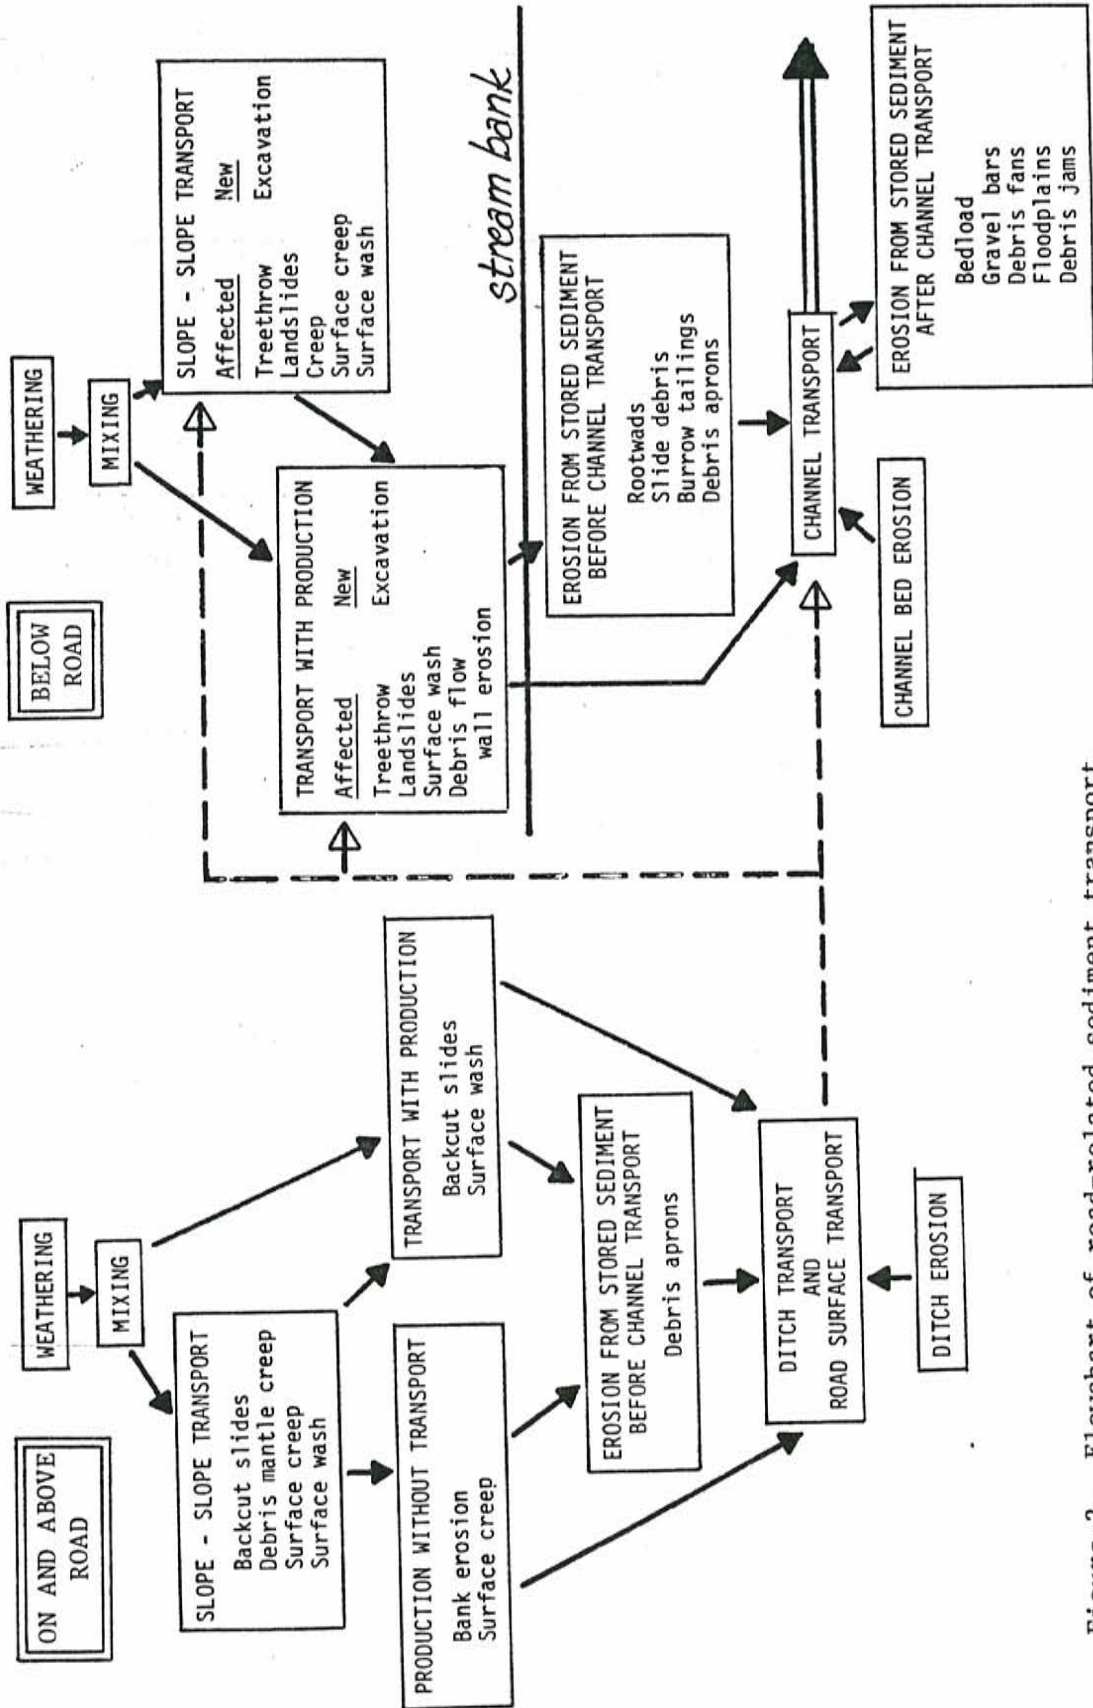 ON AND ABOVE
ROAD
WEATHERING
MIXING
SLOPE - SLOPE TRANSPORT
Backcut slides
Debris mantle creep
Surface creep
Surface wash
PRODUCTION WITHOUT TRANSPORT
Bank erosion
Surface creep
TRANSPORT WITH PRODUCTION
Backcut slides
Surface wash
EROSION FROM STORED SEDIMENT
BEFORE CHANNEL TRANSPORT
Debris aprons
DITCH TRANSPORT
AND
ROAD SURFACE TRANSPORT
DITCH EROSION
BELOW
ROAD
WEATHERING
MIXING
SLOPE - SLOPE TRANSPORT
Affected New
Treethrow Excavation
Landslides
Creep
Surface creep
Surface wash
TRANSPORT WITH PRODUCTION
Affected New
Treethrow Excavation
Landslides
Surface wash
Debris flow
wall erosion
stream bank
EROSION FROM STORED SEDIMENT
BEFORE CHANNEL TRANSPORT
Rootwads
Slide debris
Burrow tailings
Debris aprons
CHANNEL TRANSPORT
CHANNEL BED EROSION
EROSION FROM STORED SEDIMENT
AFTER CHANNEL TRANSPORT
Bedload
Gravel bars
Debris fans
Floodplains
Debris jams
Flowchart of road-related sediment transport